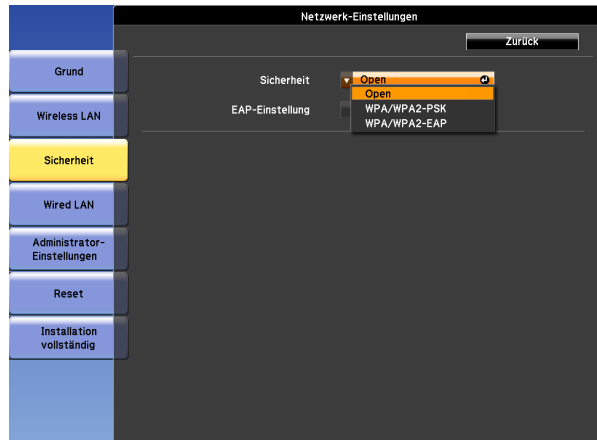 Netzwerk-Einstellungen
Zurück
Grund
Wireless LAN
Sicherheit
Wired LAN
Administrator-
Einstellungen
Reset
Installation
vollständig
Sicherheit
Open
Open
WPA/WPA2-PSK
WPA/WPA2-EAP
EAP-Einstellung